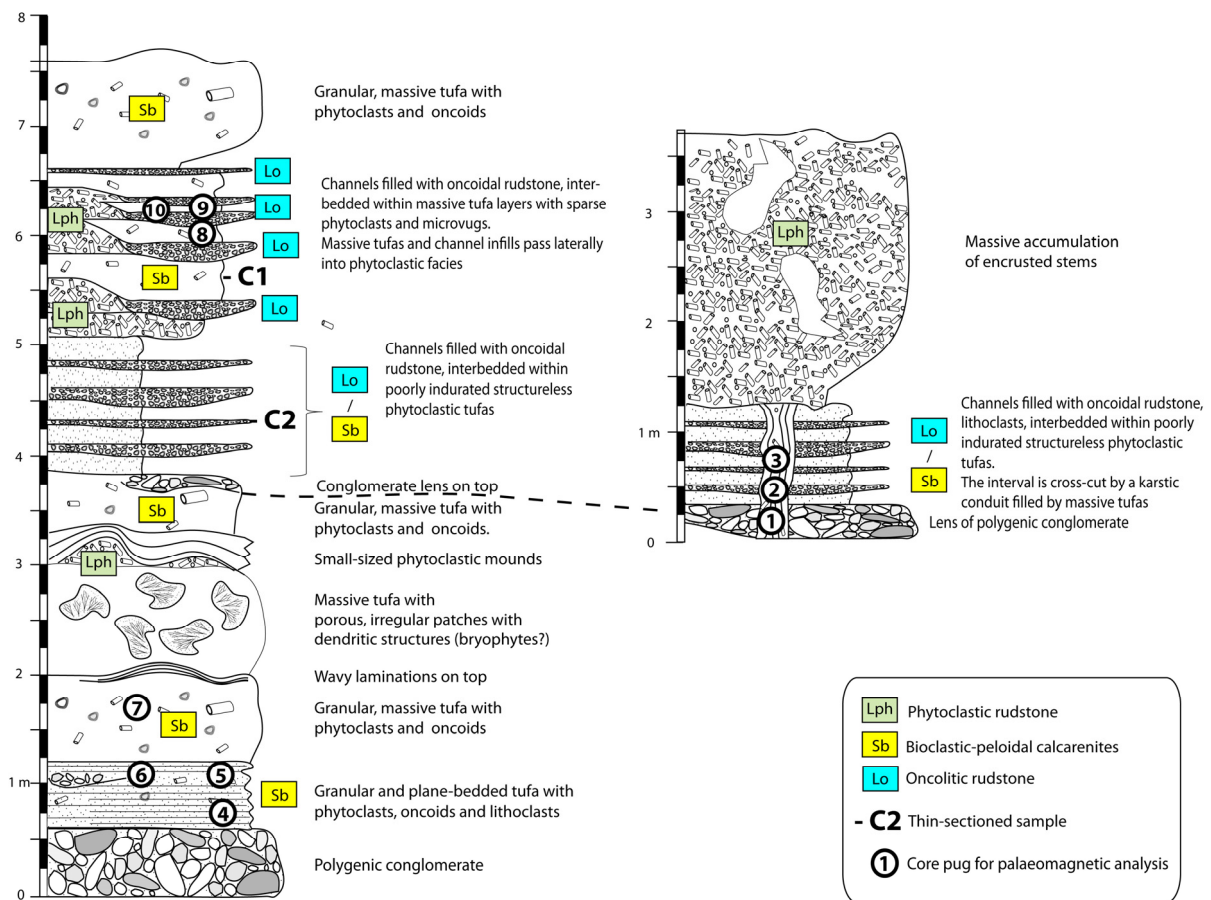 8
Granular, massive tufa with
phytoclasts and oncoids
Sb
7
Lo
Channels filled with oncoidal rudstone, inter-
bedded within massive tufa layers with sparse
phytoclasts and microvugs.
Massive tufas and channel infills pass laterally
into phytoclastic facies
Lph
10
9
Lo
8
6
Lo
Sb
- C1
Lph
Lo
5
Channels filled with oncoidal
rudstone, interbedded within
poorly indurated structureless
phytoclastic tufas
Lo
/
Sb
C2
4
Conglomerate lens on top
Sb
Granular, massive tufa with
phytoclasts and oncoids.
Lph
Small-sized phytoclastic mounds
3
Massive tufa with
porous, irregular patches with
dendritic structures (bryophytes?)
2
Wavy laminations on top
7
Sb
Granular, massive tufa with
phytoclasts and oncoids
6
5
1 m
Sb
Granular and plane-bedded tufa with
phytoclasts, oncoids and lithoclasts
4
Polygenic conglomerate
0
3
Lph
Massive accumulation
of encrusted stems
2
1 m
Channels filled with oncoidal rudstone,
lithoclasts, interbedded within poorly
indurated structureless phytoclastic
tufas.
The interval is cross-cut by a karstic
conduit filled by massive tufas
Lo
/
Sb
3
2
1
Lens of polygenic conglomerate
0
Lph Phytoclastic rudstone
Sb Bioclastic-peloidal calcarenites
Lo Oncolitic rudstone
- C2 Thin-sectioned sample
1 Core pug for palaeomagnetic analysis